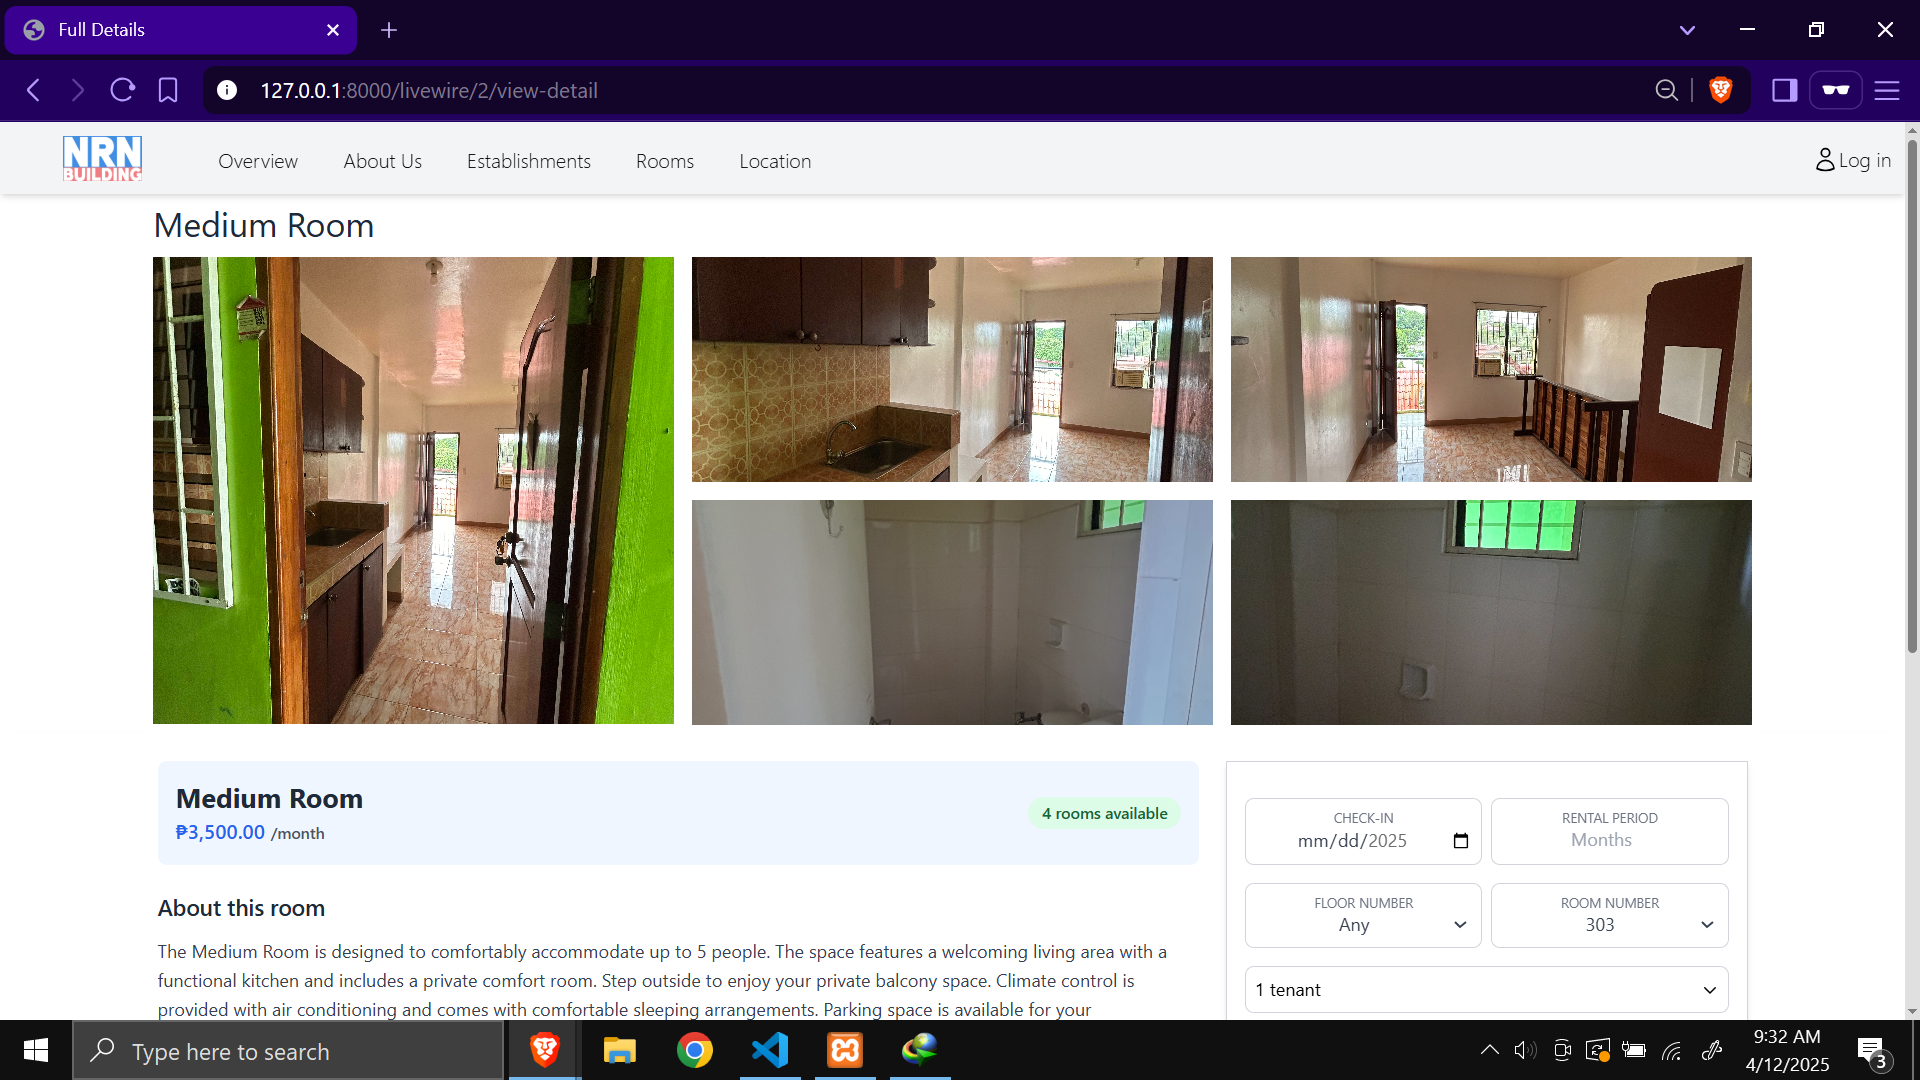 Full Details
127.0.0.1:8000/livewire/2/view-detail
NRN
BUILDING
Overview
About Us
Establishments
Rooms
Location
Log in
Medium Room
Medium Room
₱3,500.00 /month
4 rooms available
About this room
The Medium Room is designed to comfortably accommodate up to 5 people. The space features a welcoming living area with a
functional kitchen and includes a private comfort room. Step outside to enjoy your private balcony space. Climate control is
provided with air conditioning and comes with comfortable sleeping arrangements. Parking space is available for your
CHECK-IN
mm/dd/2025
RENTAL PERIOD
Months
FLOOR NUMBER
Any
ROOM NUMBER
303
1 tenant
Type here to search
9:32 AM
4/12/2025
3